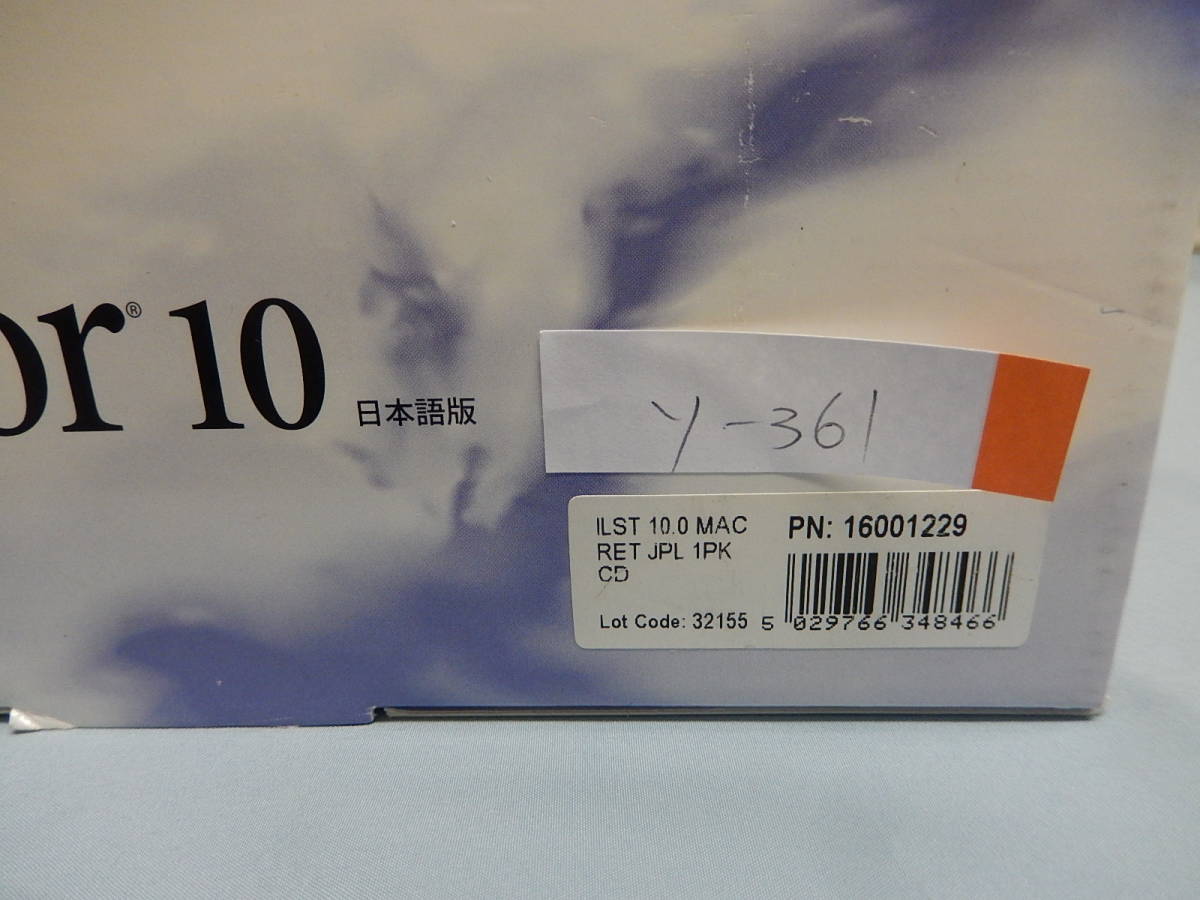 or® 10
日本語版
y-361
ILST 10.0 MAC
RET JPL 1PK
CD
PN: 16001229
Lot Code: 32155
5 029766 348466